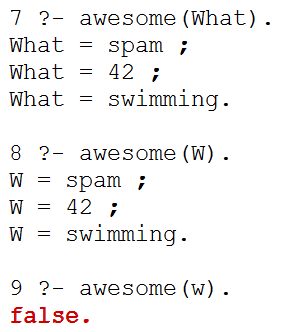 7 ?- awesome(What).
What = spam ;
What = 42 ;
What = swimming.
8 ?- awesome(W).
W = spam ;
W = 42 ;
W = swimming.
9 ?- awesome(w).
false.